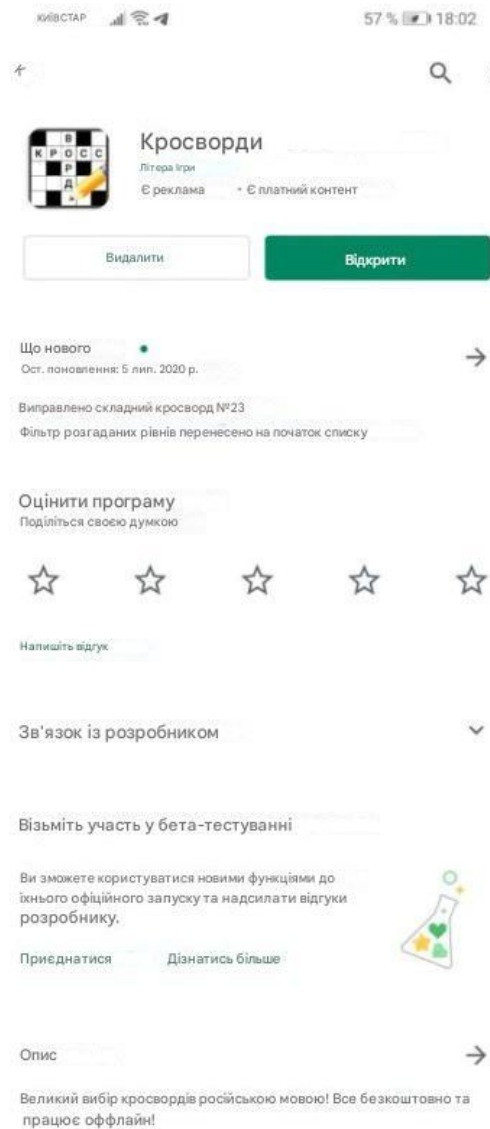 КИЇВСТАР 57 % 18:02
Кросворди
Літера Ігри
Є реклама • Є платний контент
В
КРОСС
Р
Д
Видалити Відкрити
Що нового
Ост. поновлення: 5 лип. 2020 р.
Виправлено складний кросворд №23
Фільтр розгаданих рівнів перенесено на початок списку
Оцінити програму
Поділіться своєю думкою
Напишіть відгук
Зв'язок із розробником
Візьміть участь у бета-тестуванні
Ви зможете користуватися новими функціями до
їхнього офіційного запуску та надсилати відгуки
розробнику.
Приєднатися Дізнатись більше
Опис
Великий вибір кросвордів російською мовою! Все безкоштовно та
працює оффлайн!